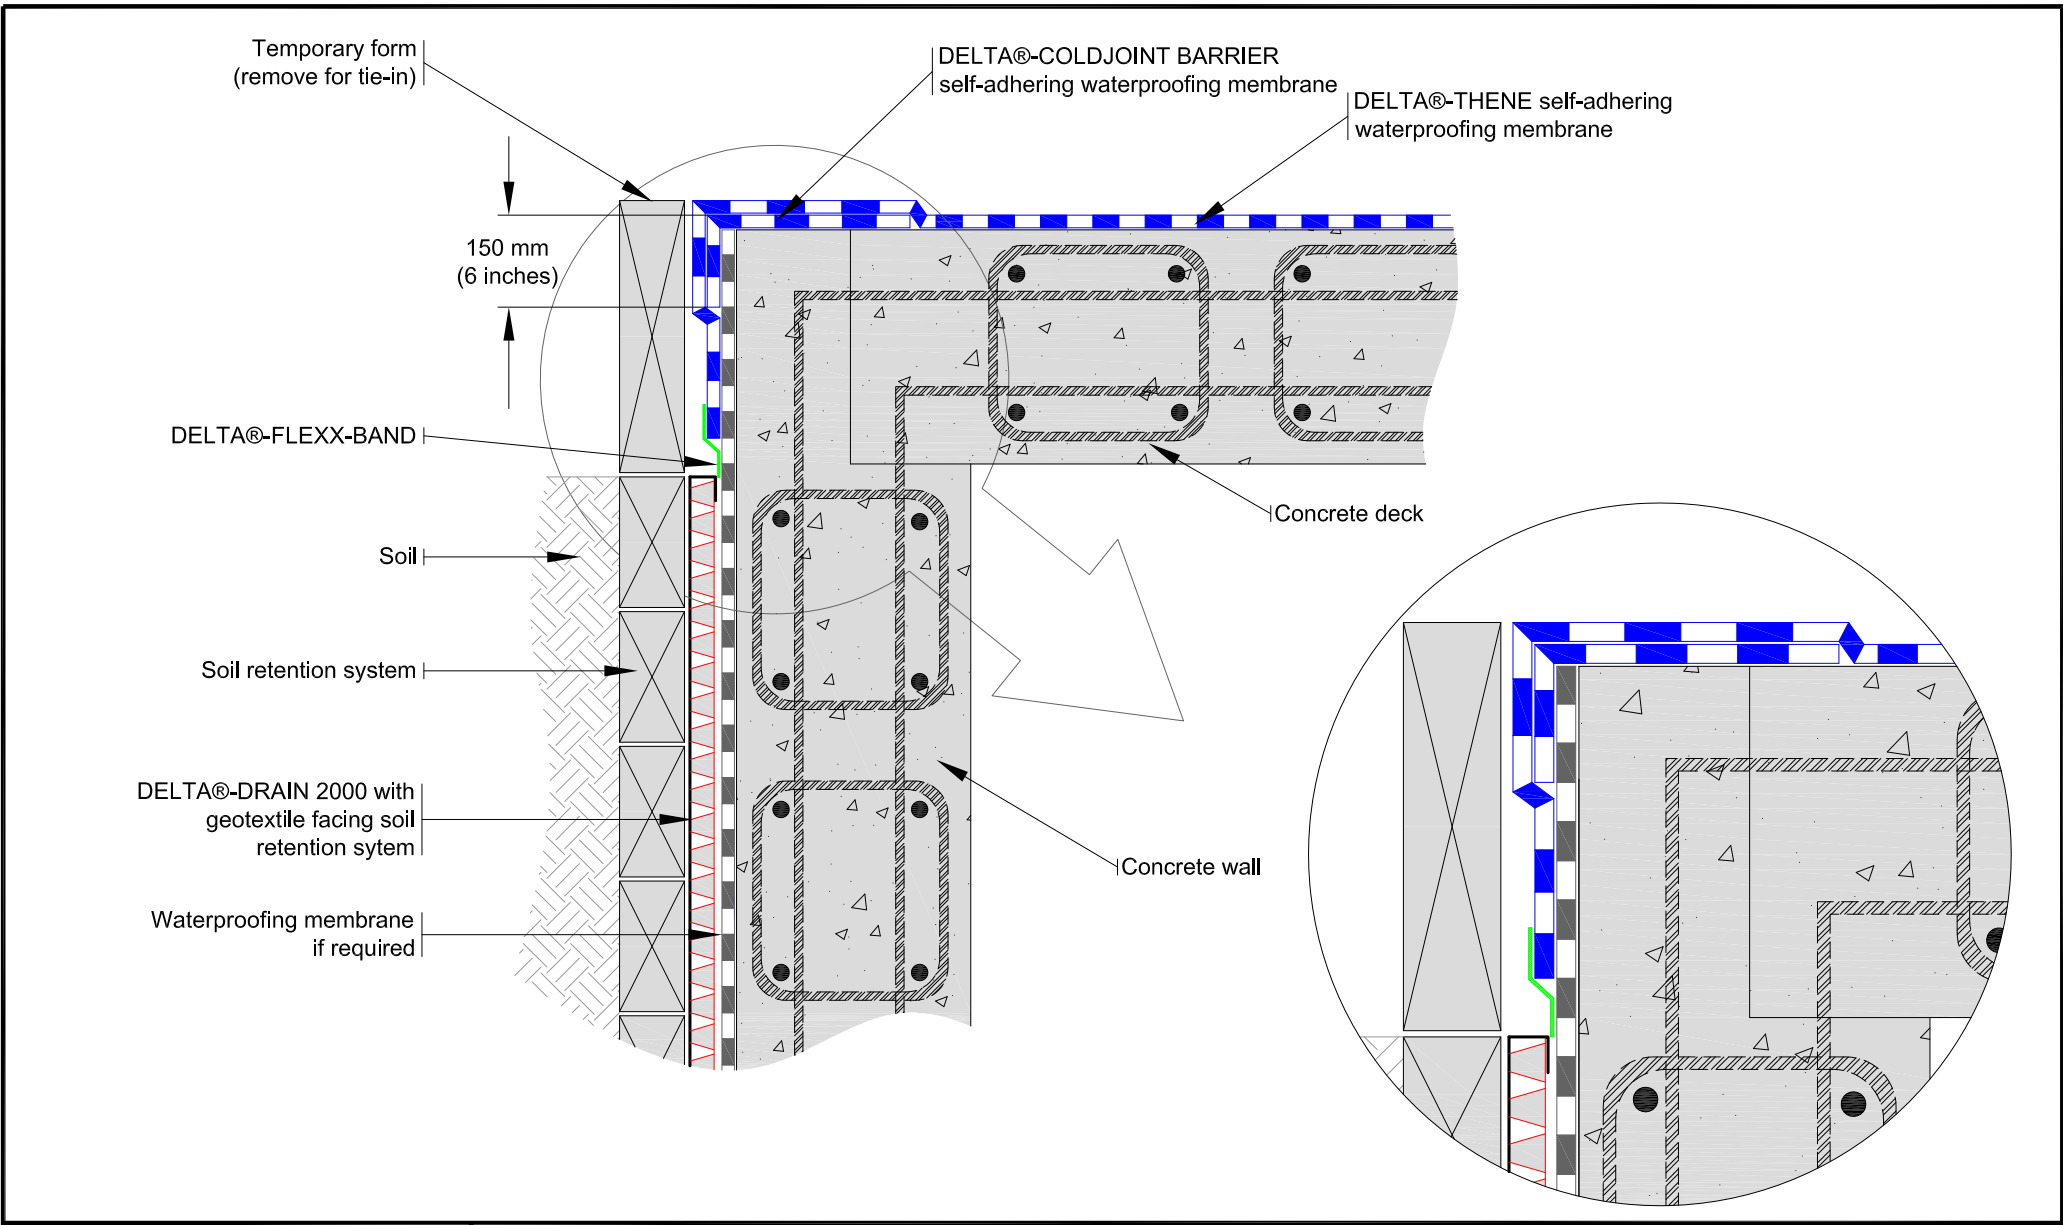 Temporary form
(remove for tie-in)
DELTA®-COLDJOINT BARRIER
self-adhering waterproofing membrane
DELTA®-THENE self-adhering
waterproofing membrane
150 mm
(6 inches)
DELTA®-FLEXX-BAND
Concrete deck
Soil
Soil retention system
DELTA®-DRAIN 2000 with
geotextile facing soil
retention sytem
Concrete wall
Waterproofing membrane
if required